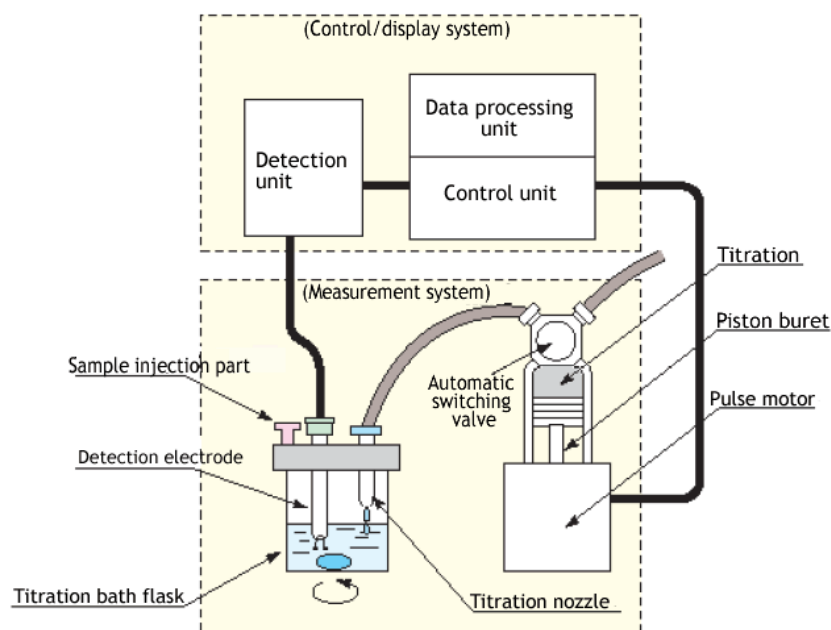 (Control/display system)
Data processing
unit
Detection
unit
Control unit
(Measurement system)
Titration
Piston buret
Sample injection part
Automatic
switching
valve
Pulse motor
Detection electrode
Titration bath flask
Titration nozzle